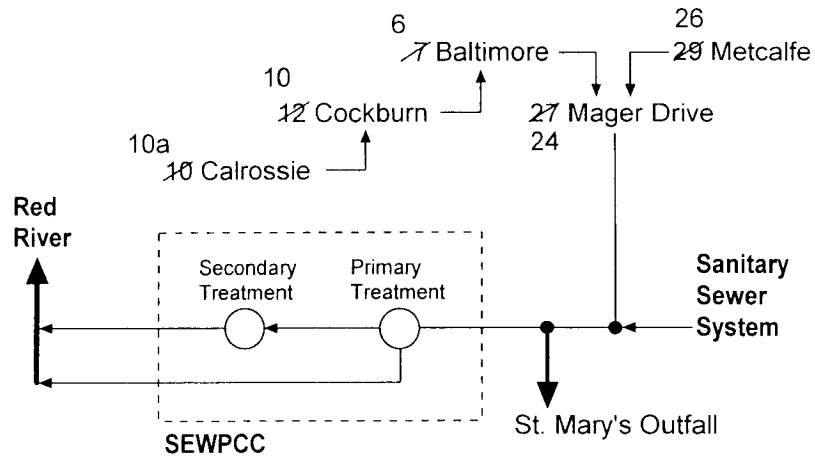 26
6
7 Baltimore
29 Metcalfe
10
12 Cockburn
27 Mager Drive
24
10a
10 Calrossie
Red
River
Secondary
Treatment
Primary
Treatment
Sanitary
Sewer
System
St. Mary's Outfall
SEWPCC